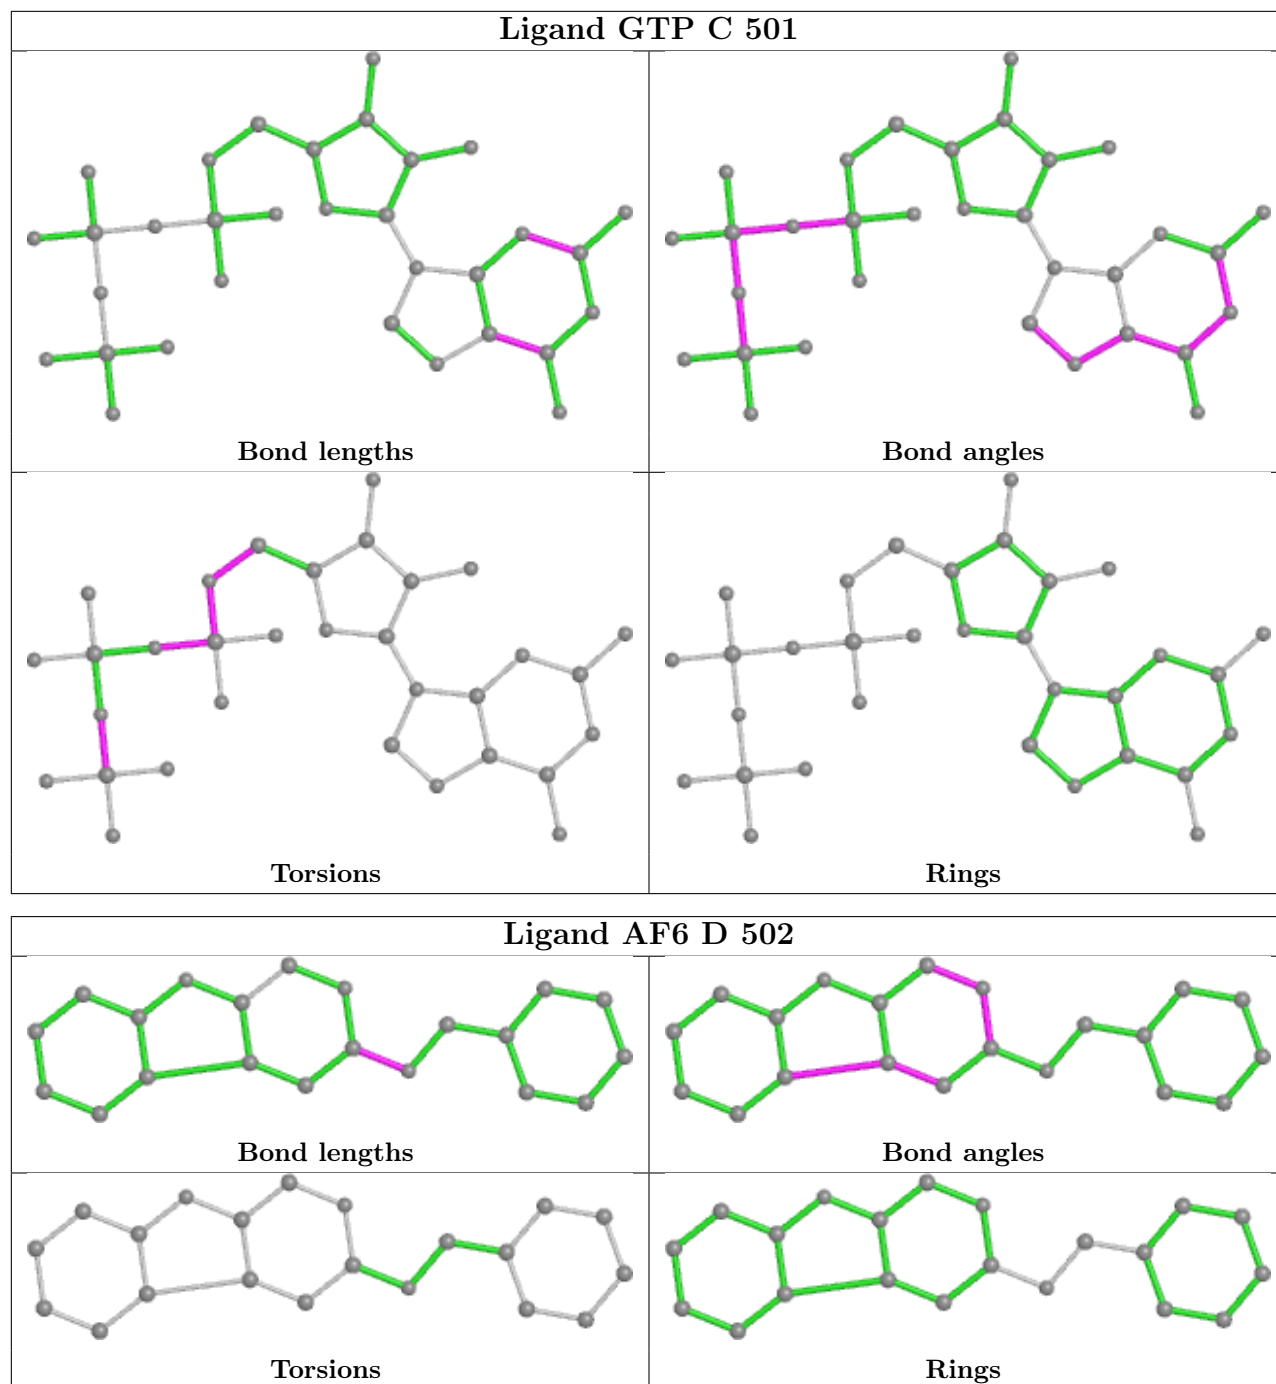 Ligand GTP C 501
Bond lengths
Bond angles
Torsions
Rings
Ligand AF6 D 502
Bond lengths
Bond angles
Torsions
Rings